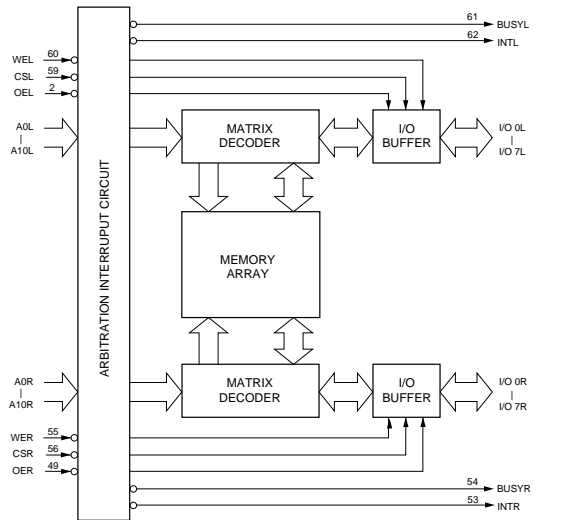 61
BUSYL
62
INTL
WEL 60
CSL 59
OEL 2
A0L
|
A10L
MATRIX
DECODER
I/O
BUFFER
I/O 0L
|
I/O 7L
ARBITRATION INTERRUPUT CIRCUIT
MEMORY
ARRAY
A0R
|
A10R
MATRIX
DECODER
I/O
BUFFER
I/O 0R
|
I/O 7R
WER 55
CSR 56
OER 49
54
BUSYR
53
INTR